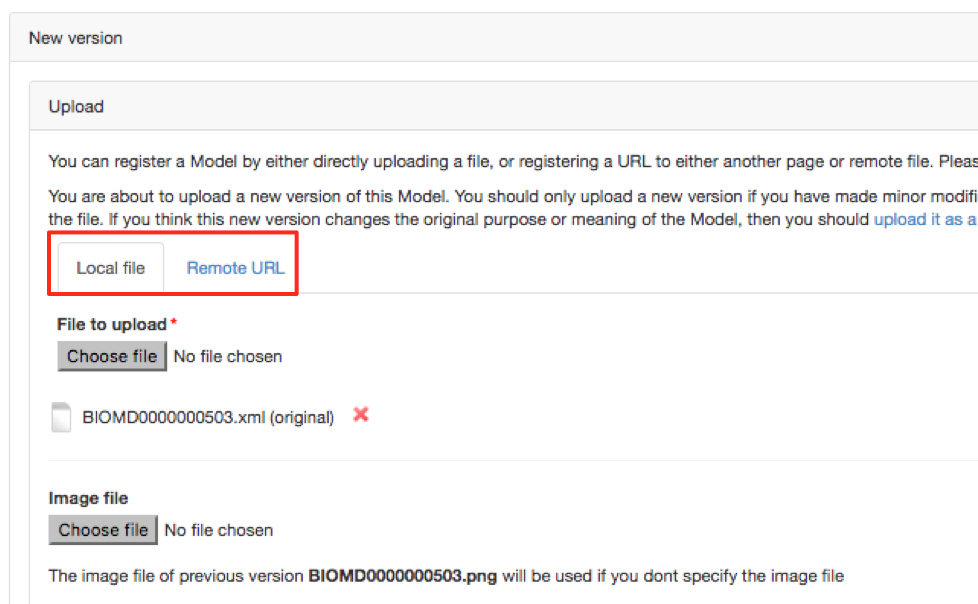 New version
Upload
You can register a Model by either directly uploading a file, or registering a URL to either another page or remote file.
You are about to upload a new version of this Model. You should only upload a new version if you have made minor
the file. If you think this new version changes the original purpose or meaning of the Model, then you should upload it as a
Local file Remote URL
File to upload *
Choose file No file chosen
BIOMD0000000503.xml (original)
Image file
Choose file No file chosen
The image file of previous version BIOMD0000000503.png will be used if you dont specify the image file